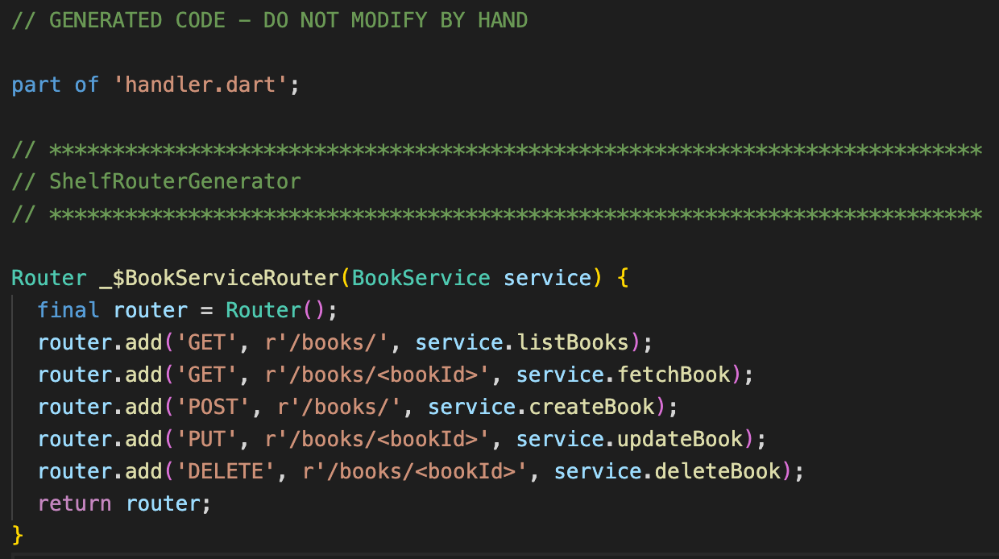 // GENERATED CODE – DO NOT MODIFY BY HAND
part of 'handler.dart';
// **************************************************************************
// ShelfRouterGenerator
// **************************************************************************
Router _$BookServiceRouter(BookService service) {
  final router = Router();
  router.add('GET', r'/books/', service.listBooks);
  router.add('GET', r'/books/<bookId>', service.fetchBook);
  router.add('POST', r'/books/', service.createBook);
  router.add('PUT', r'/books/<bookId>', service.updateBook);
  router.add('DELETE', r'/books/<bookId>', service.deleteBook);
  return router;
}